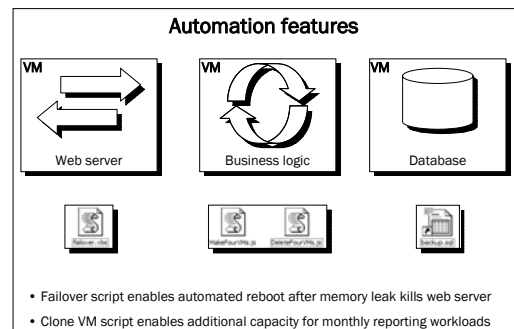 Automation features
VM VM VM
Web server Business logic Database
failover.vbs MakeFourVMs.js DeleteFourVMs.js backup.sql
• Failover script enables automated reboot after memory leak kills web server
• Clone VM script enables additional capacity for monthly reporting workloads